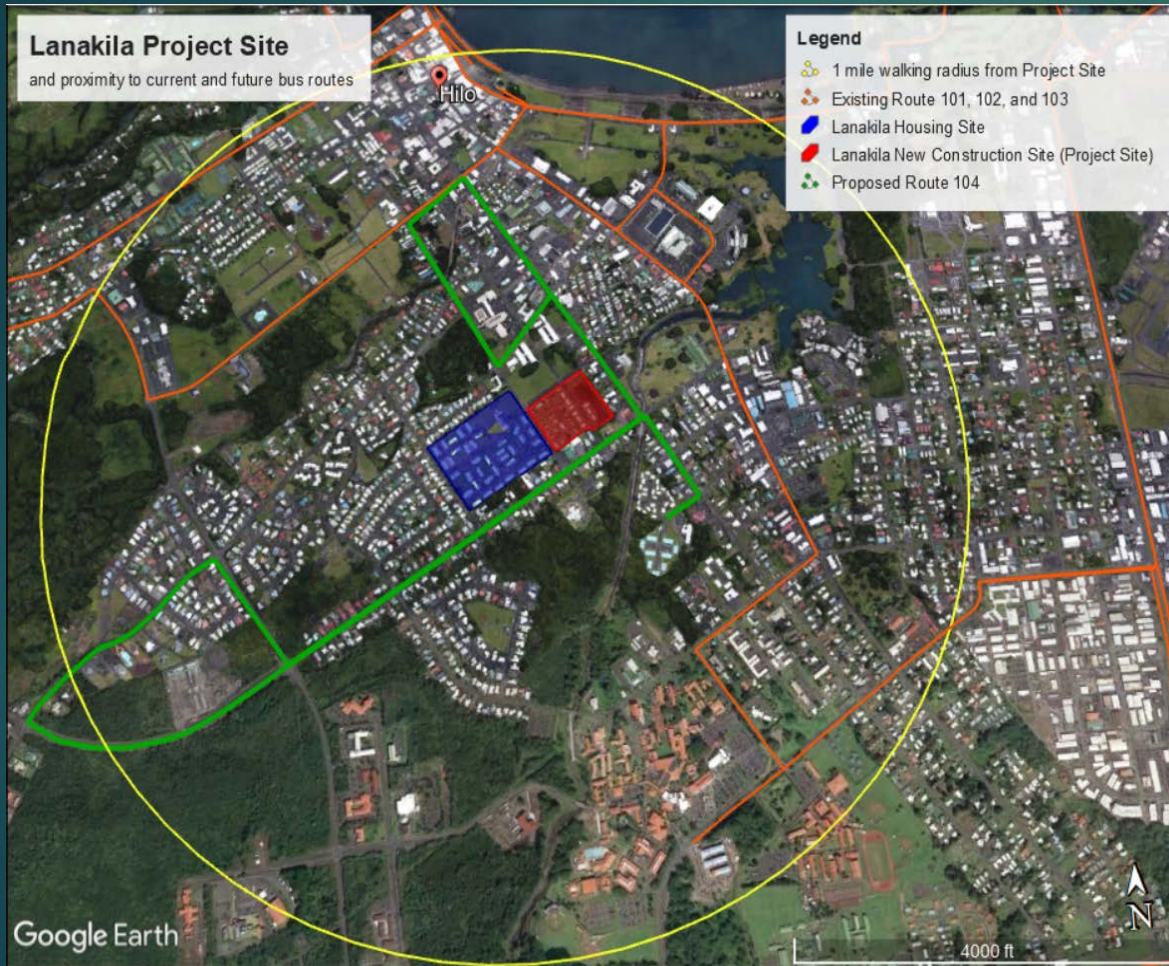 Lanakila Project Site
and proximity to current and future bus routes
Legend
1 mile walking radius from Project Site
Existing Route 101, 102, and 103
Lanakila Housing Site
Lanakila New Construction Site (Project Site)
Proposed Route 104
Hilo
Google Earth
N
4000 ft